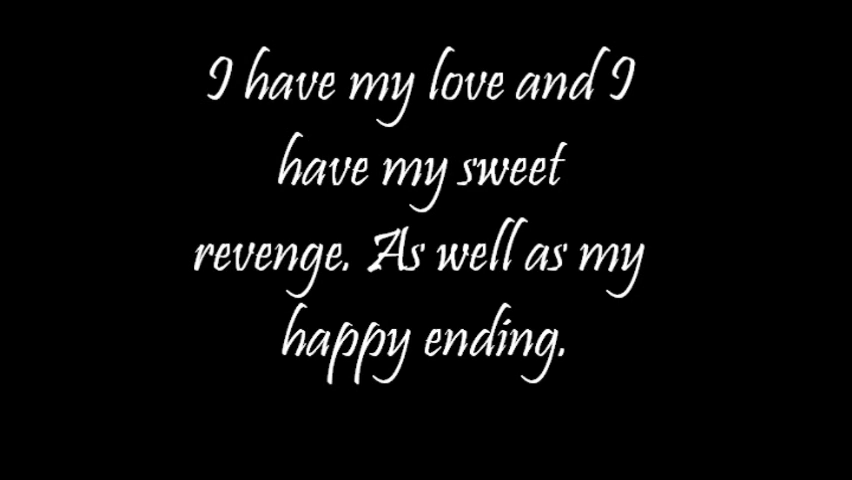 I have my love and I
have my sweet
revenge. As well as my
happy ending.